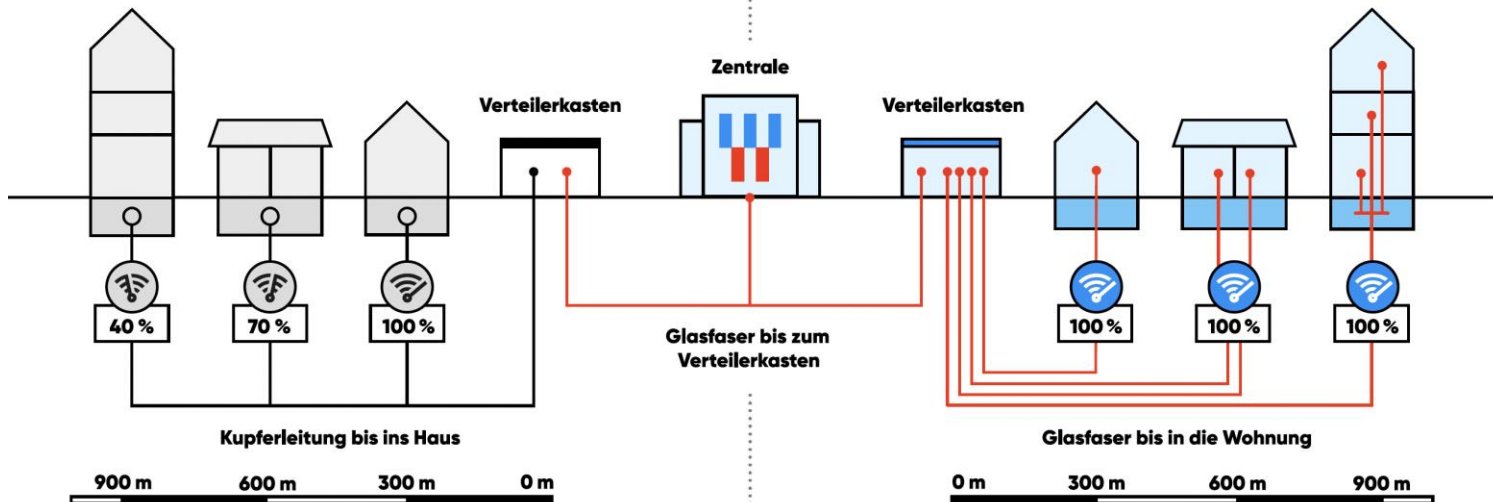 Zentrale
Verteilerkasten
Verteilerkasten
40 %
70 %
100 %
100 %
100 %
100 %
Glasfaser bis zum
Verteilerkasten
Kupferleitung bis ins Haus
Glasfaser bis in die Wohnung
900 m
600 m
300 m
0 m
0 m
300 m
600 m
900 m